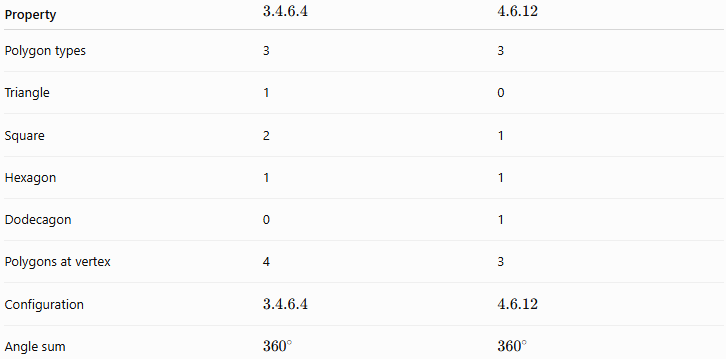 Property 3.4.6.4 4.6.12
Polygon types 3 3
Triangle 1 0
Square 2 1
Hexagon 1 1
Dodecagon 0 1
Polygons at vertex 4 3
Configuration 3.4.6.4 4.6.12
Angle sum 360° 360°